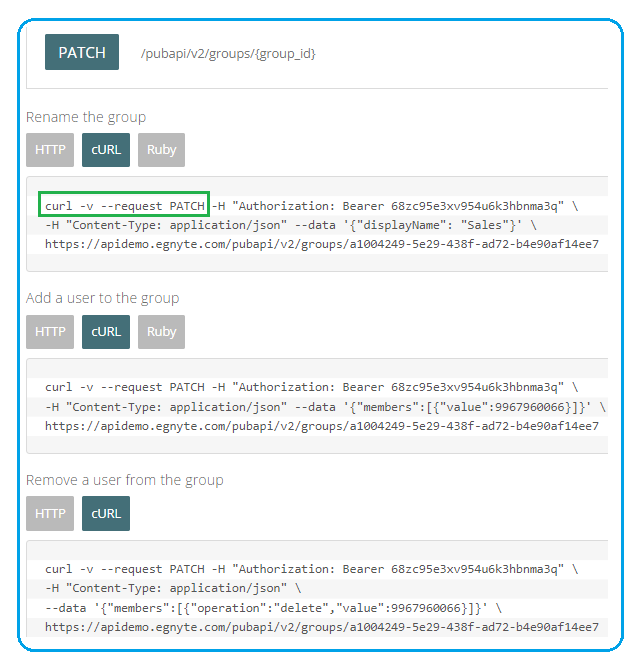 PATCH /pubapi/v2/groups/{group_id}
Rename the group
HTTP cURL Ruby
curl -v --request PATCH -H "Authorization: Bearer 68zc95e3xv954u6k3hbnma3q" \
-H "Content-Type: application/json" --data '{"displayName": "Sales"}' \
https://apidemo.egnyte.com/pubapi/v2/groups/a1004249-5e29-438f-ad72-b4e90af14ee7
Add a user to the group
HTTP cURL Ruby
curl -v --request PATCH -H "Authorization: Bearer 68zc95e3xv954u6k3hbnma3q" \
-H "Content-Type: application/json" --data '{"members":[{"value":9967960066}]}' \
https://apidemo.egnyte.com/pubapi/v2/groups/a1004249-5e29-438f-ad72-b4e90af14ee7
Remove a user from the group
HTTP cURL
curl -v --request PATCH -H "Authorization: Bearer 68zc95e3xv954u6k3hbnma3q" \
-H "Content-Type: application/json" \
--data '{"members":[{"operation":"delete","value":9967960066}]}' \
https://apidemo.egnyte.com/pubapi/v2/groups/a1004249-5e29-438f-ad72-b4e90af14ee7